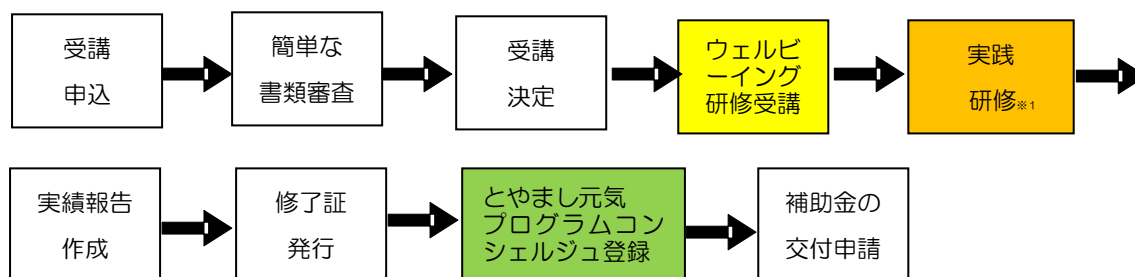 受講
申込
簡単な
書類審査
受講
決定
ウェルビ
ーイング
研修受講
実践
研修※1
実績報告
作成
修了証
発行
とやまし元気
プログラムコン
シェルジュ登録
補助金の
交付申請